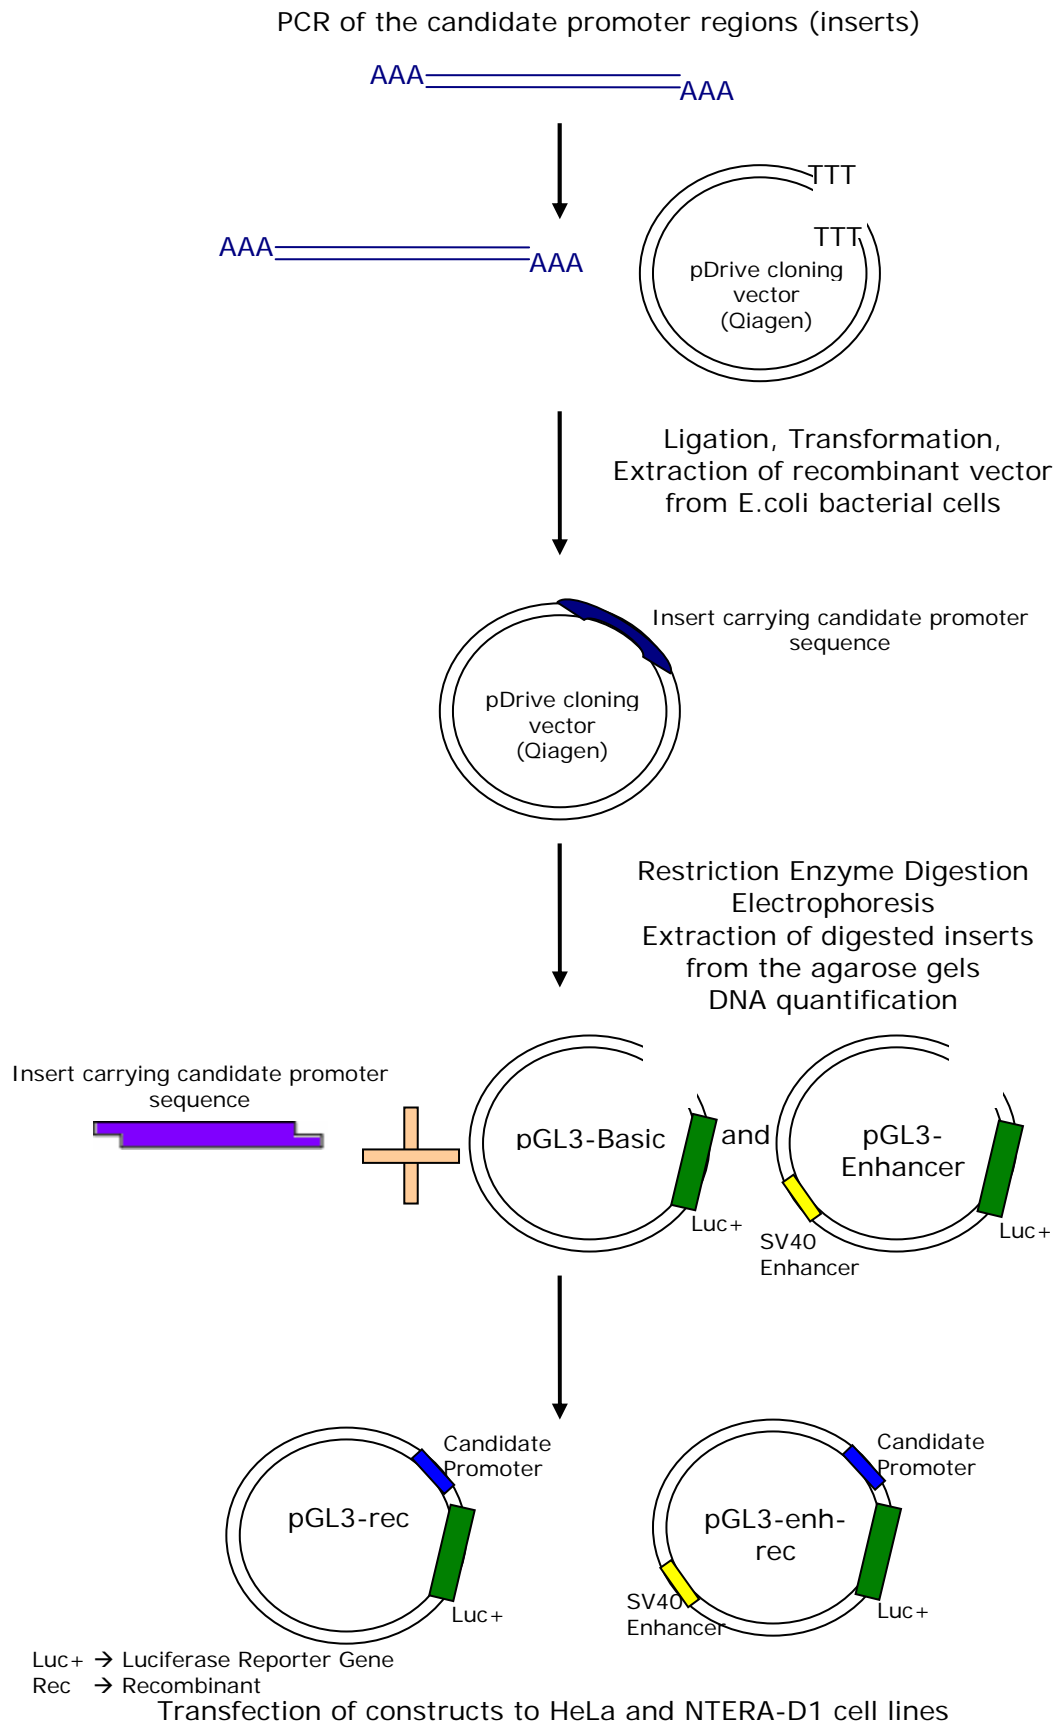 PCR of the candidate promoter regions (inserts)
AAA
AAA
TTT
AAA
AAA
TTT
pDrive cloning
vector
(Qiagen)
Ligation, Transformation,
Extraction of recombinant vector
from E.coli bacterial cells
Insert carrying candidate promoter
sequence
pDrive cloning
vector
(Qiagen)
Restriction Enzyme Digestion
Electrophoresis
Extraction of digested inserts
from the agarose gels
DNA quantification
Insert carrying candidate promoter
sequence
pGL3-Basic
Luc+
and
pGL3-
Enhancer
SV40
Enhancer
Luc+
Candidate
Promoter
pGL3-rec
Luc+
Candidate
Promoter
pGL3-enh-
rec
SV40
Enhancer
Luc+
Luc+ → Luciferase Reporter Gene
Rec → Recombinant
Transfection of constructs to HeLa and NTERA-D1 cell lines